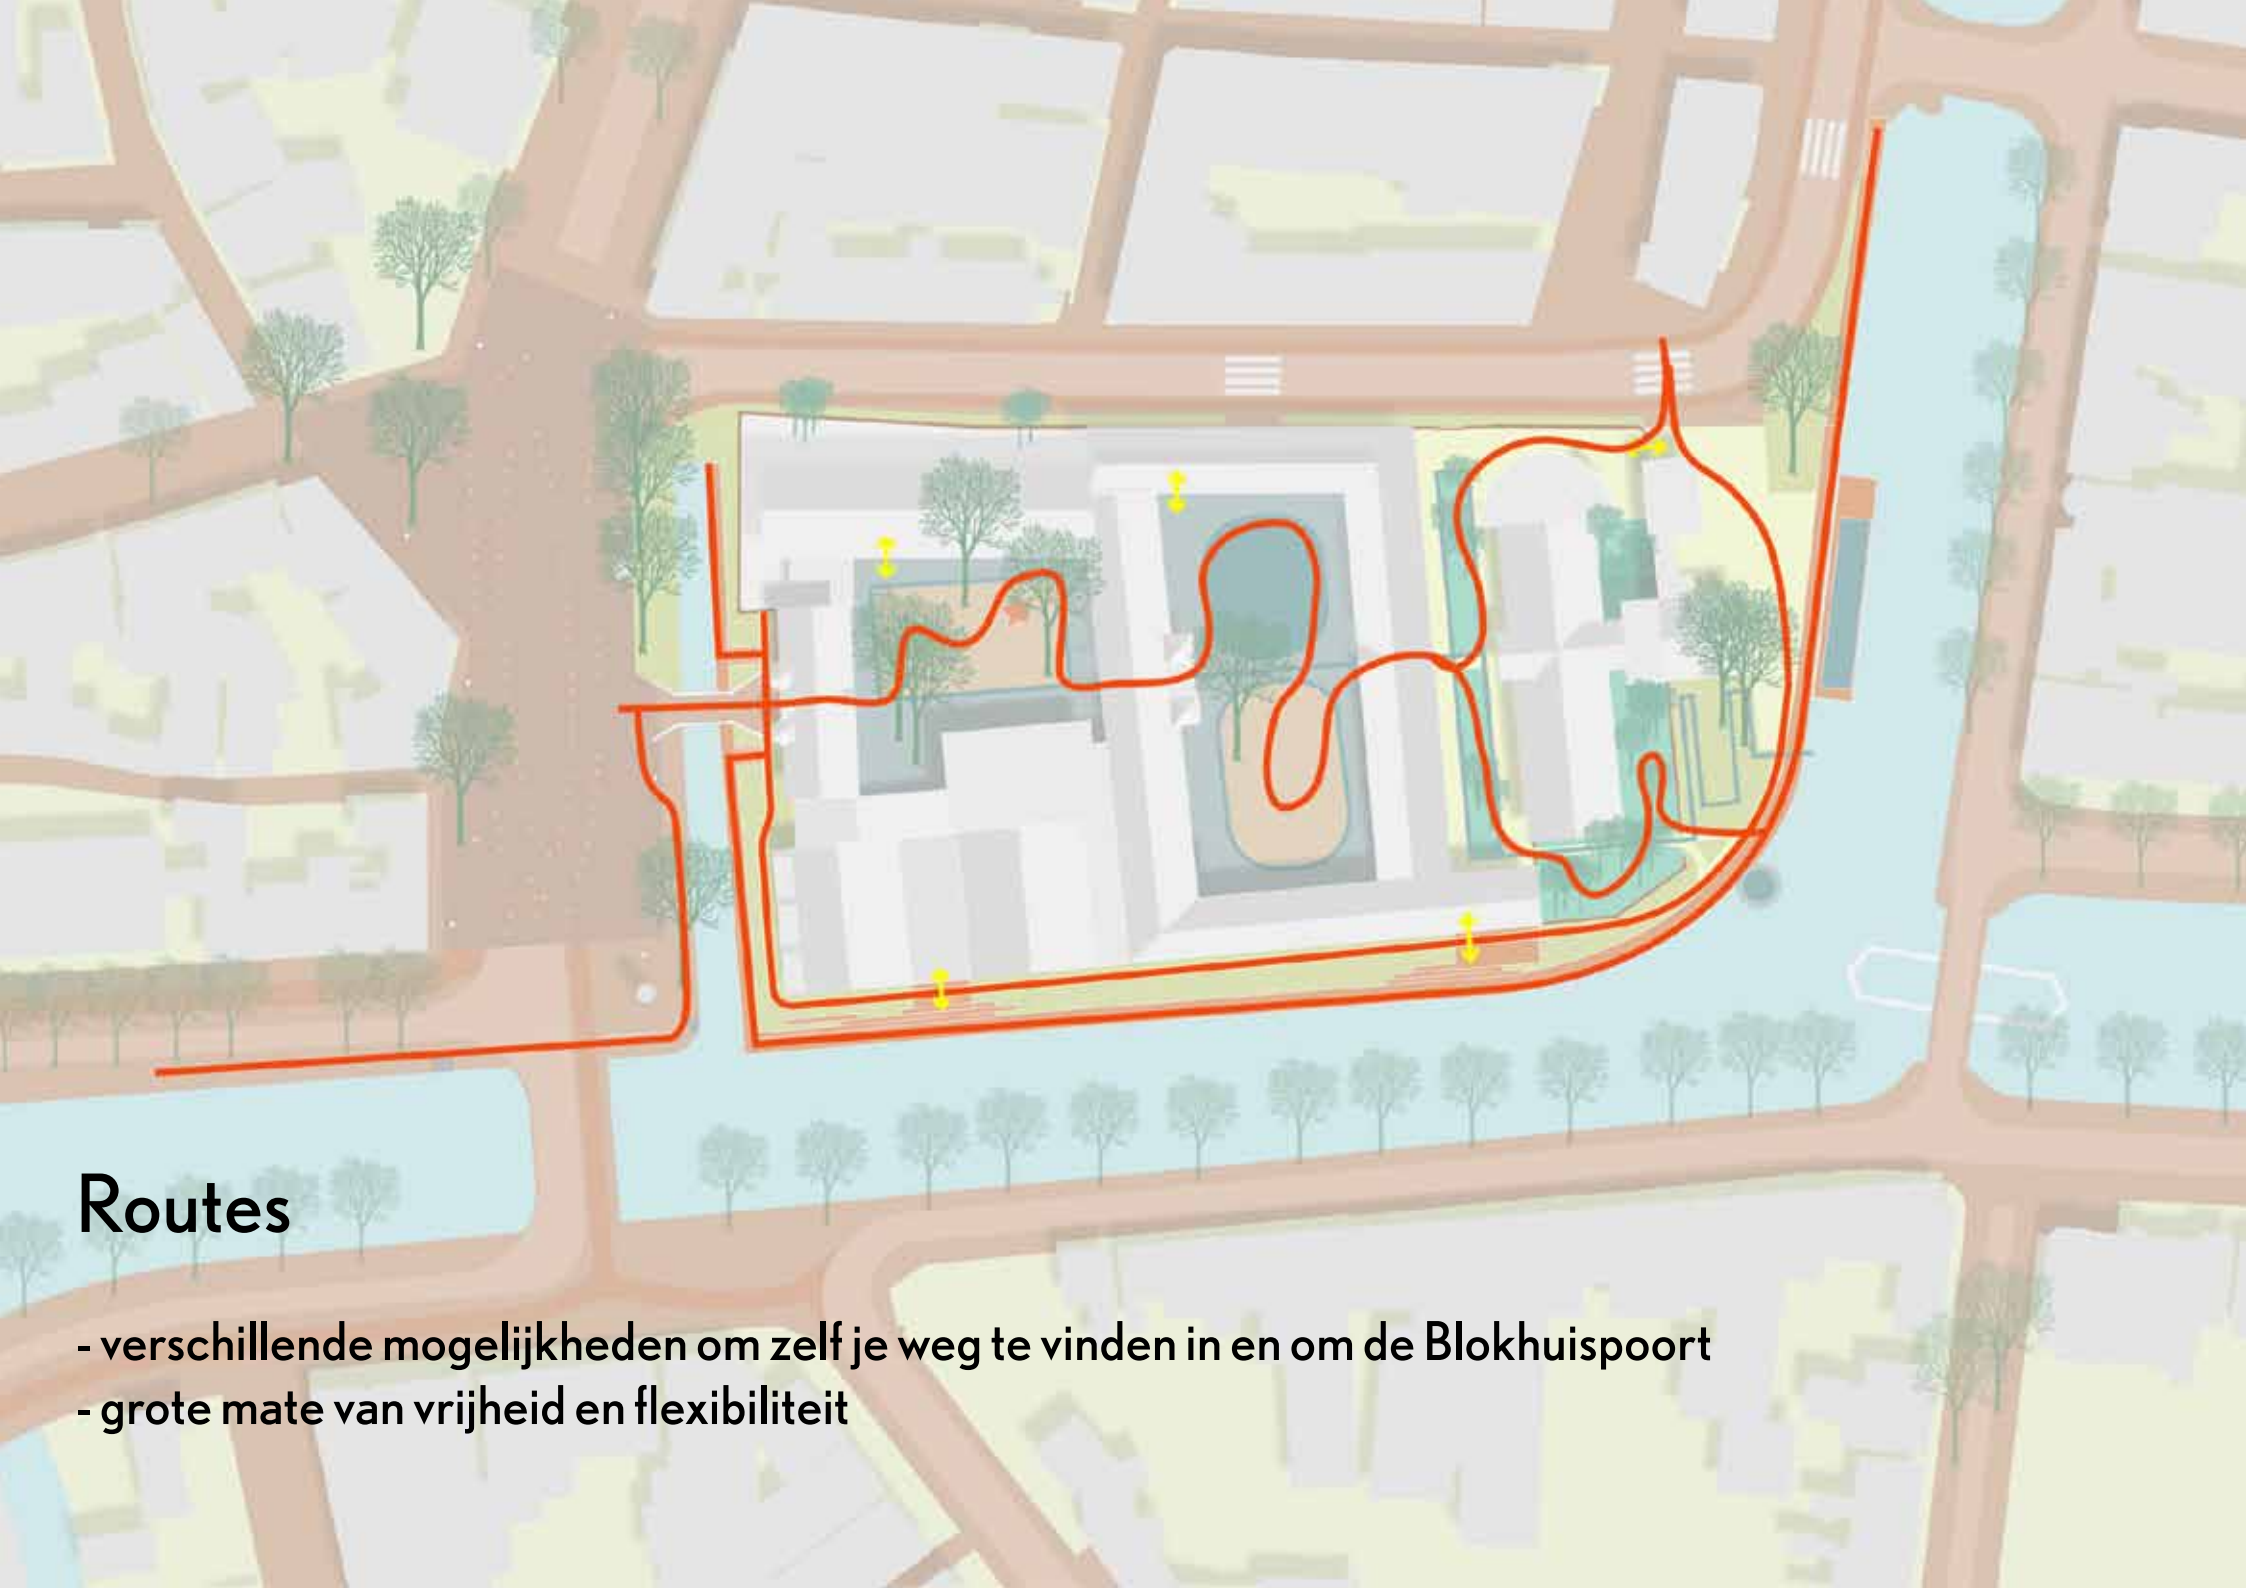 Routes
- verschillende mogelijkheden om zelf je weg te vinden in en om de Blokhuispoort
- grote mate van vrijheid en flexibiliteit